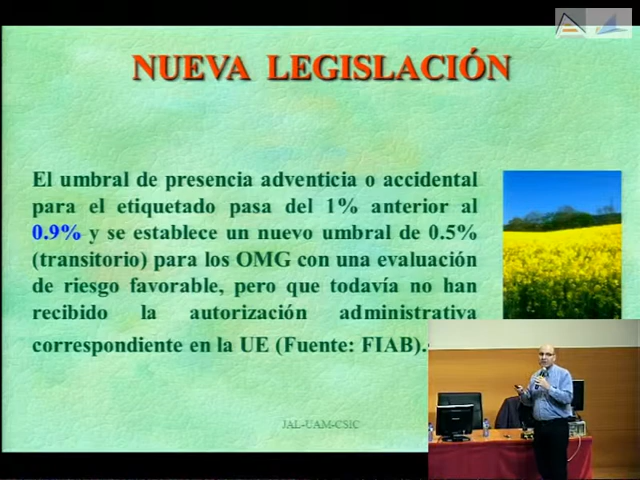 NUEVA LEGISLACIÓN
El umbral de presencia adventicia o accidental
para el etiquetado pasa del 1% anterior al
0.9% y se establece un nuevo umbral de 0.5%
(transitorio) para los OMG con una evaluación
de riesgo favorable, pero que todavía no han
recibido la autorización administrativa
correspondiente en la UE (Fuente: FIAB).
JAL-UAM-CSIC